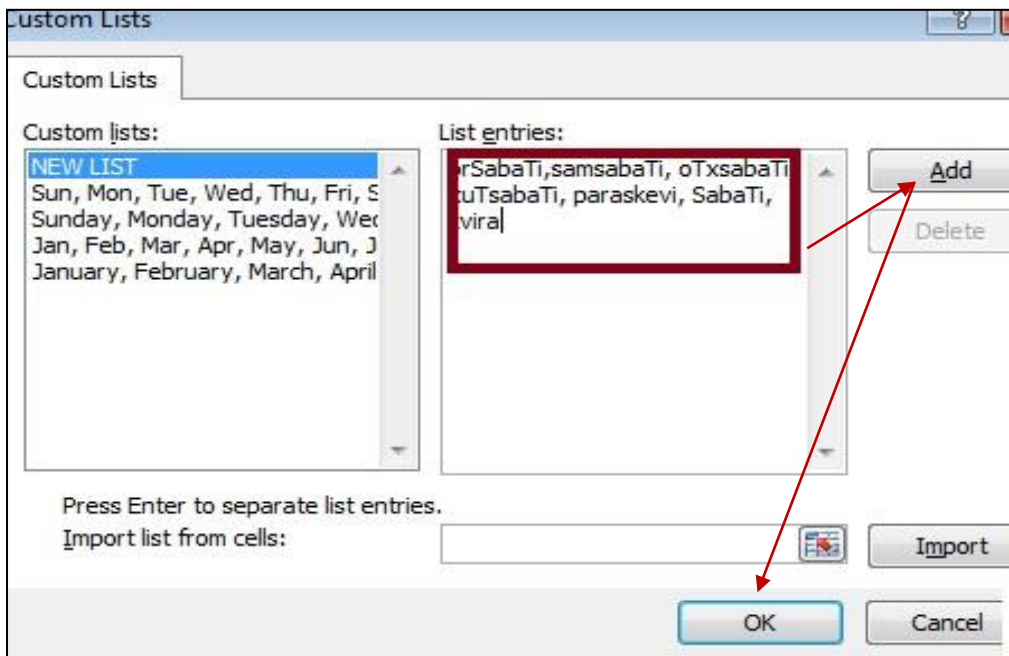 Custom Lists
Custom Lists
Custom lists:
NEW LIST
Sun, Mon, Tue, Wed, Thu, Fri, S
Sunday, Monday, Tuesday, Wed
Jan, Feb, Mar, Apr, May, Jun, J
January, February, March, April
List entries:
rSabaTi,samsabaTi, oTxsabaTi
uTsabaTi, paraskevi, SabaTi,
vira
Add
Delete
Press Enter to separate list entries.
Import list from cells:
Import
OK
Cancel